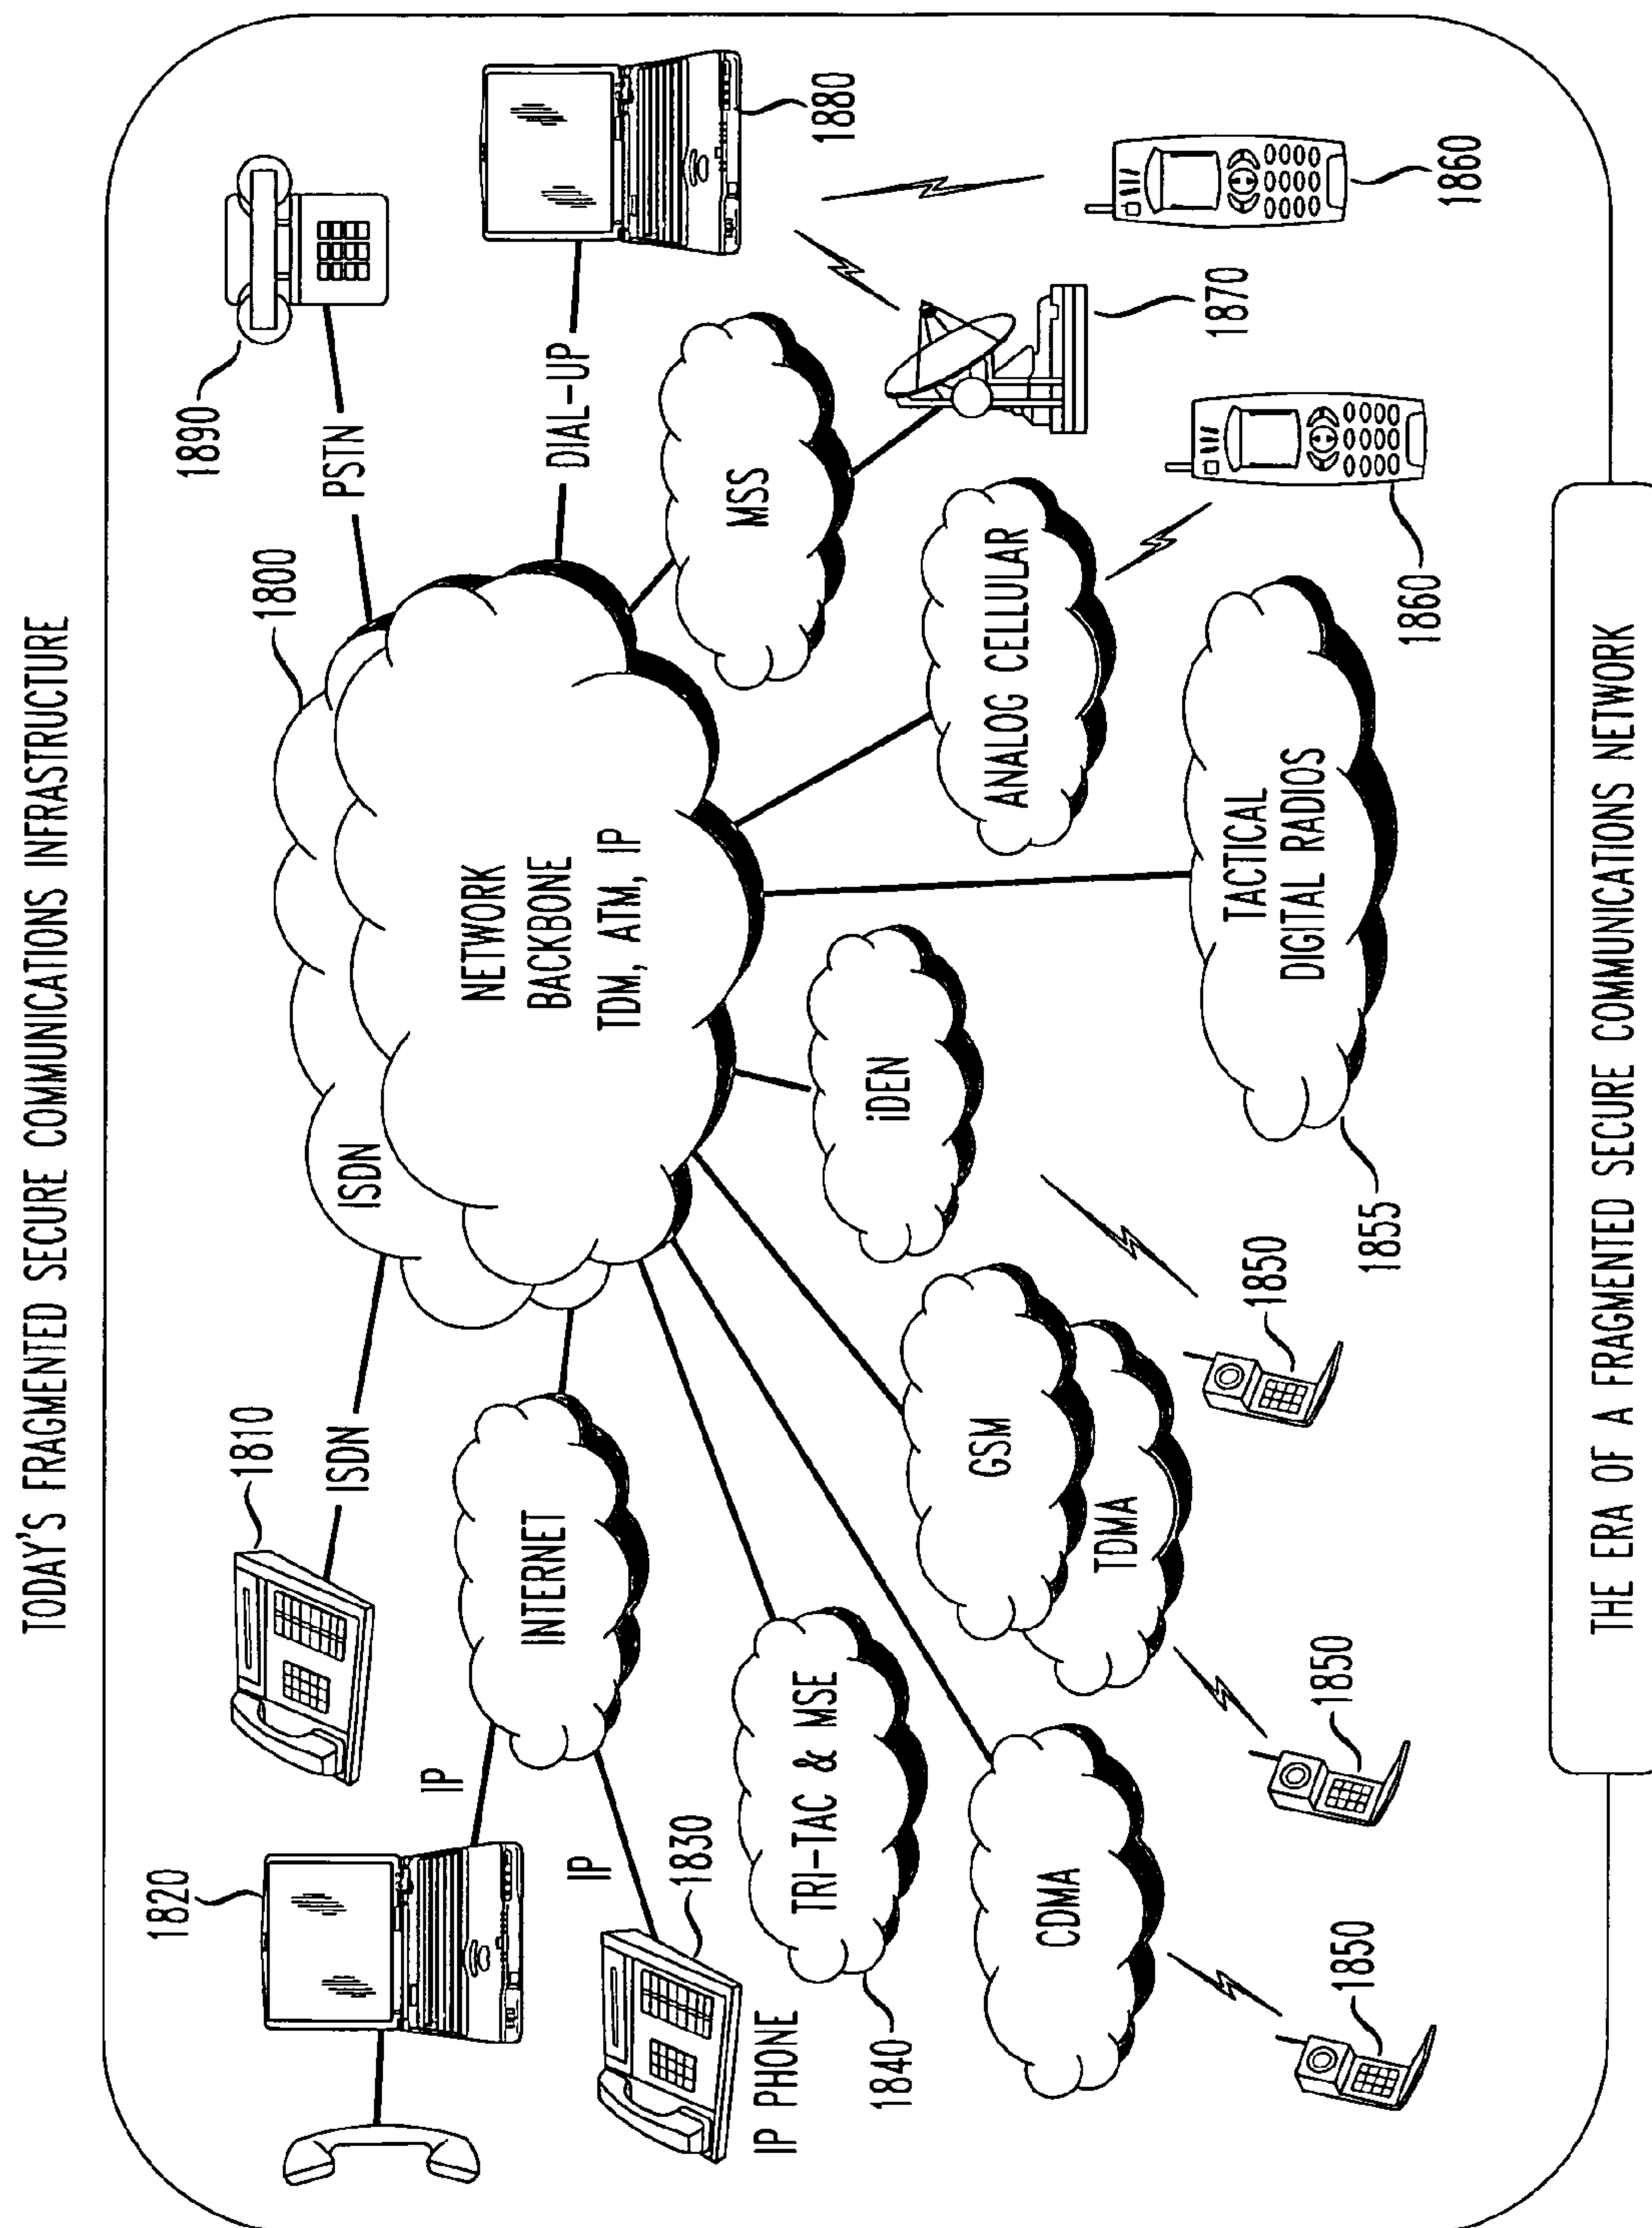 TODAY'S FRAGMENTED SECURE COMMUNICATIONS INFRASTRUCTURE
1820
1810
1800
1890
IP
ISDN
ISDN
PSTN
IP
INTERNET
NETWORK
BACKBONE
TDM, ATM, IP
DIAL-UP
1880
1830
IP PHONE
TRI-TAC & MSE
1840
MSS
iDEN
CDMA
GSM
TDMA
ANALOG CELLULAR
1870
TACTICAL
DIGITAL RADIOS
1850
1850
1850
1855
1860
1860
THE ERA OF A FRAGMENTED SECURE COMMUNICATIONS NETWORK